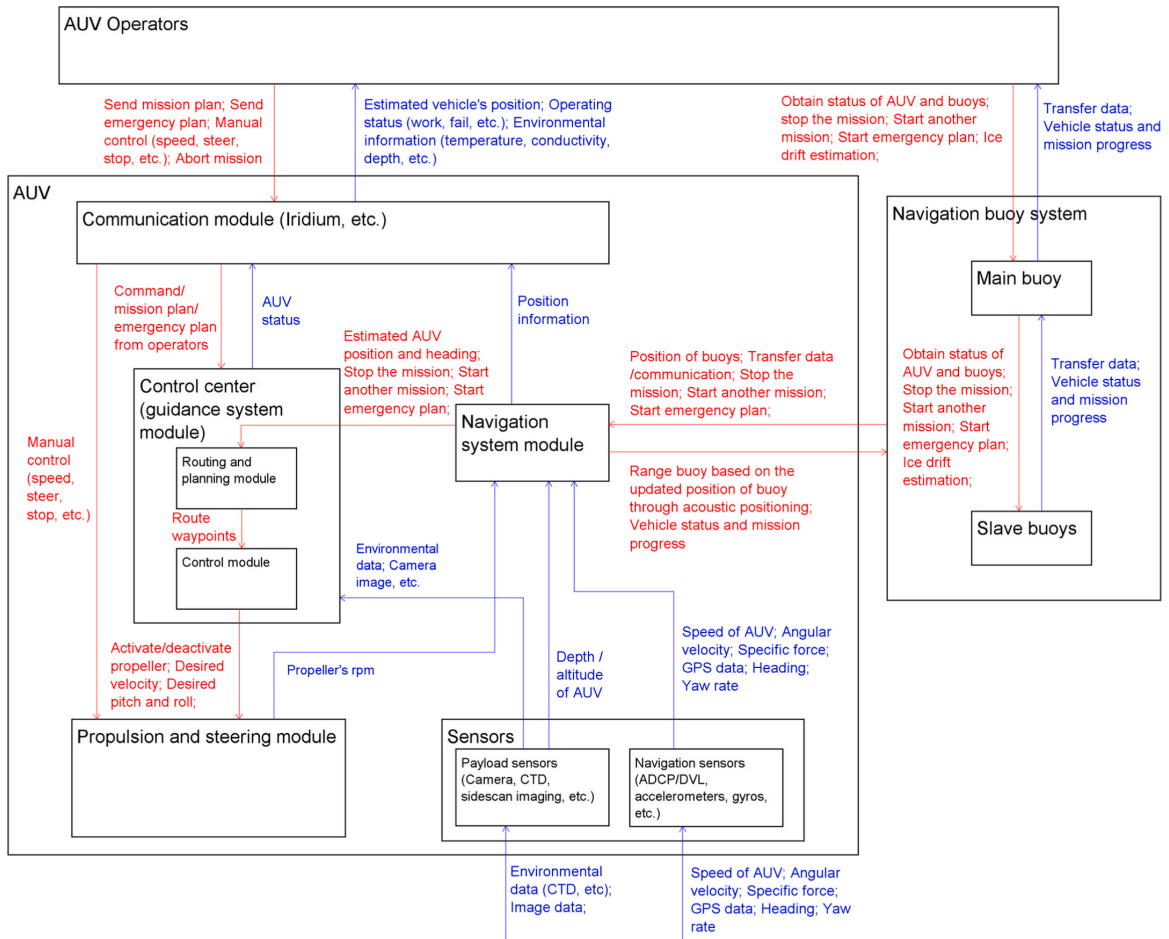 AUV Operators
Send mission plan; Send
emergency plan; Manual
control (speed, steer,
stop, etc.); Abort mission
Estimated vehicle's position; Operating
status (work, fail, etc.); Environmental
information (temperature, conductivity,
depth, etc.)
Obtain status of AUV and buoys;
stop the mission; Start another
mission; Start emergency plan; Ice
drift estimation;
Transfer data;
Vehicle status and
mission progress
AUV
Communication module (Iridium, etc.)
Navigation buoy system
Main buoy
Command/
mission plan/
emergency plan
from operators
AUV
status
Position
information
Estimated AUV
position and heading;
Stop the mission; Start
another mission; Start
emergency plan;
Position of buoys; Transfer data
/communication; Stop the
mission; Start another mission;
Start emergency plan;
Obtain status of
AUV and buoys;
Stop the mission;
Start another
mission; Start
emergency plan;
Ice drift
estimation;
Transfer data;
Vehicle status
and mission
progress
Control center
(guidance system
module)
Navigation
system module
Manual
control
(speed,
steer,
stop, etc.)
Routing and
planning module
Route
waypoints
Control module
Range buoy based on the
updated position of buoy
through acoustic positioning;
Vehicle status and mission
progress
Slave buoys
Environmental
data; Camera
image, etc.
Activate/deactivate
propeller; Desired
velocity; Desired
pitch and roll;
Propeller's rpm
Depth /
altitude
of AUV
Speed of AUV; Angular
velocity; Specific force;
GPS data; Heading;
Yaw rate
Propulsion and steering module
Sensors
Payload sensors
(Camera, CTD,
sidescan imaging, etc.)
Navigation sensors
(ADCP/DVL,
accelerometers, gyros,
etc.)
Environmental
data (CTD, etc);
Image data;
Speed of AUV; Angular
velocity; Specific force;
GPS data; Heading; Yaw
rate